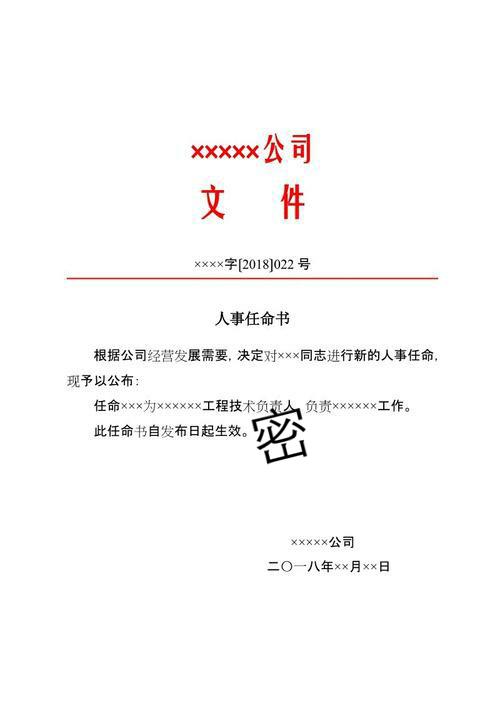 ×××××公司
文 件
××××字[2018]022 号
人事任命书
根据公司经营发展需要, 决定对×××同志进行新的人事任命,
现予以公布:
任命×××为××××××工程技术负责人, 负责××××××工作。
此任命书自发布日起生效。
密
×××××公司
二〇一八年××月××日